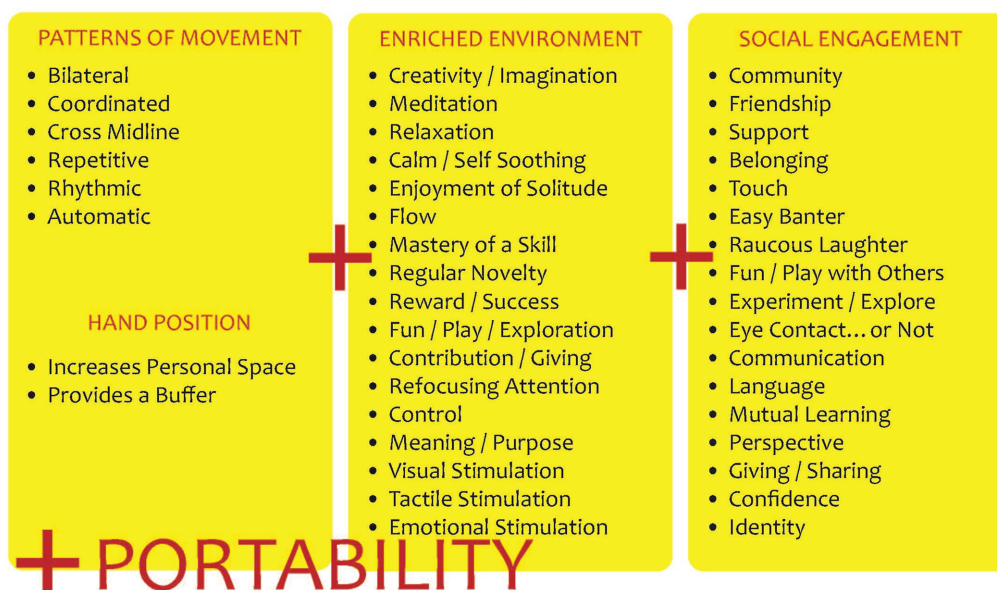 PATTERNS OF MOVEMENT
• Bilateral
• Coordinated
• Cross Midline
• Repetitive
• Rhythmic
• Automatic
HAND POSITION
• Increases Personal Space
• Provides a Buffer
+
ENRICHED ENVIRONMENT
• Creativity / Imagination
• Meditation
• Relaxation
• Calm / Self Soothing
• Enjoyment of Solitude
• Flow
• Mastery of a Skill
• Regular Novelty
• Reward / Success
• Fun / Play / Exploration
• Contribution / Giving
• Refocusing Attention
• Control
• Meaning / Purpose
• Visual Stimulation
• Tactile Stimulation
• Emotional Stimulation
+
SOCIAL ENGAGEMENT
• Community
• Friendship
• Support
• Belonging
• Touch
• Easy Banter
• Raucous Laughter
• Fun / Play with Others
• Experiment / Explore
• Eye Contact...or Not
• Communication
• Language
• Mutual Learning
• Perspective
• Giving / Sharing
• Confidence
• Identity
+ PORTABILITY